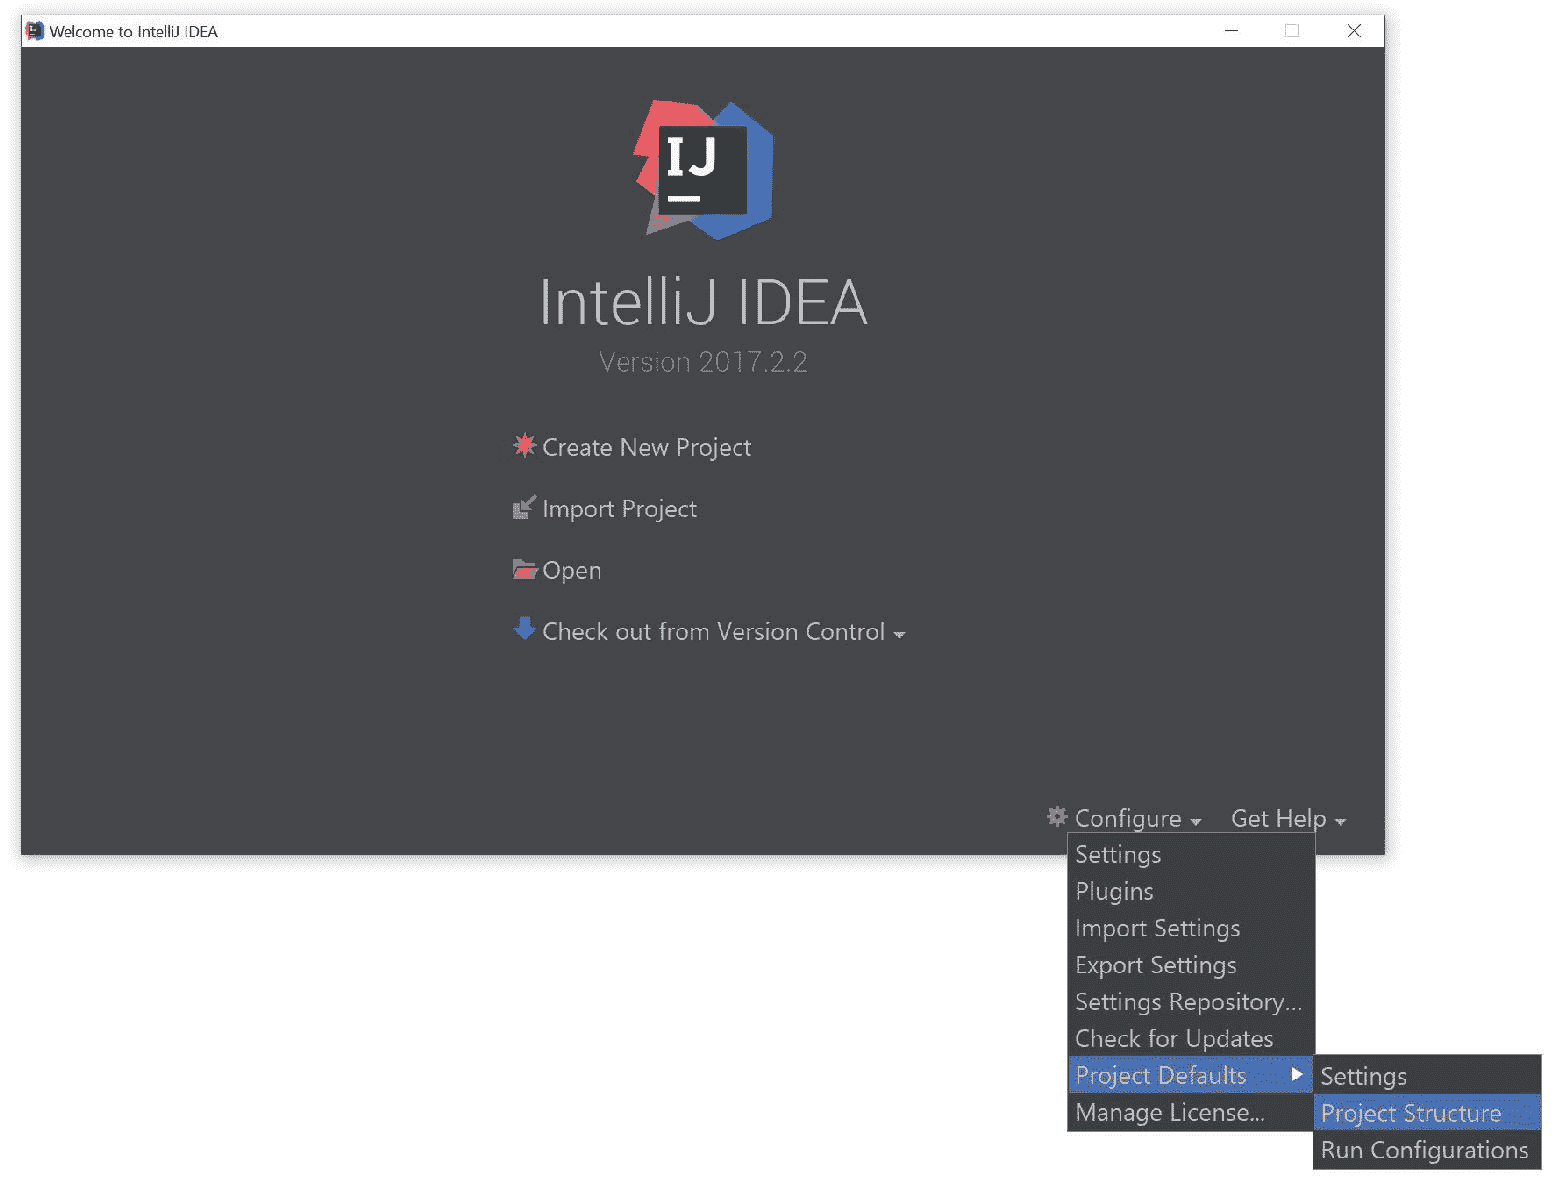 Welcome to IntelliJ IDEA
IJ
IntelliJ IDEA
Version 2017.2.2
Create New Project
Import Project
Open
Check out from Version Control
Configure Get Help
Settings
Plugins
Import Settings
Export Settings
Settings Repository...
Check for Updates
Project Defaults
Manage License...
Settings
Project Structure
Run Configurations